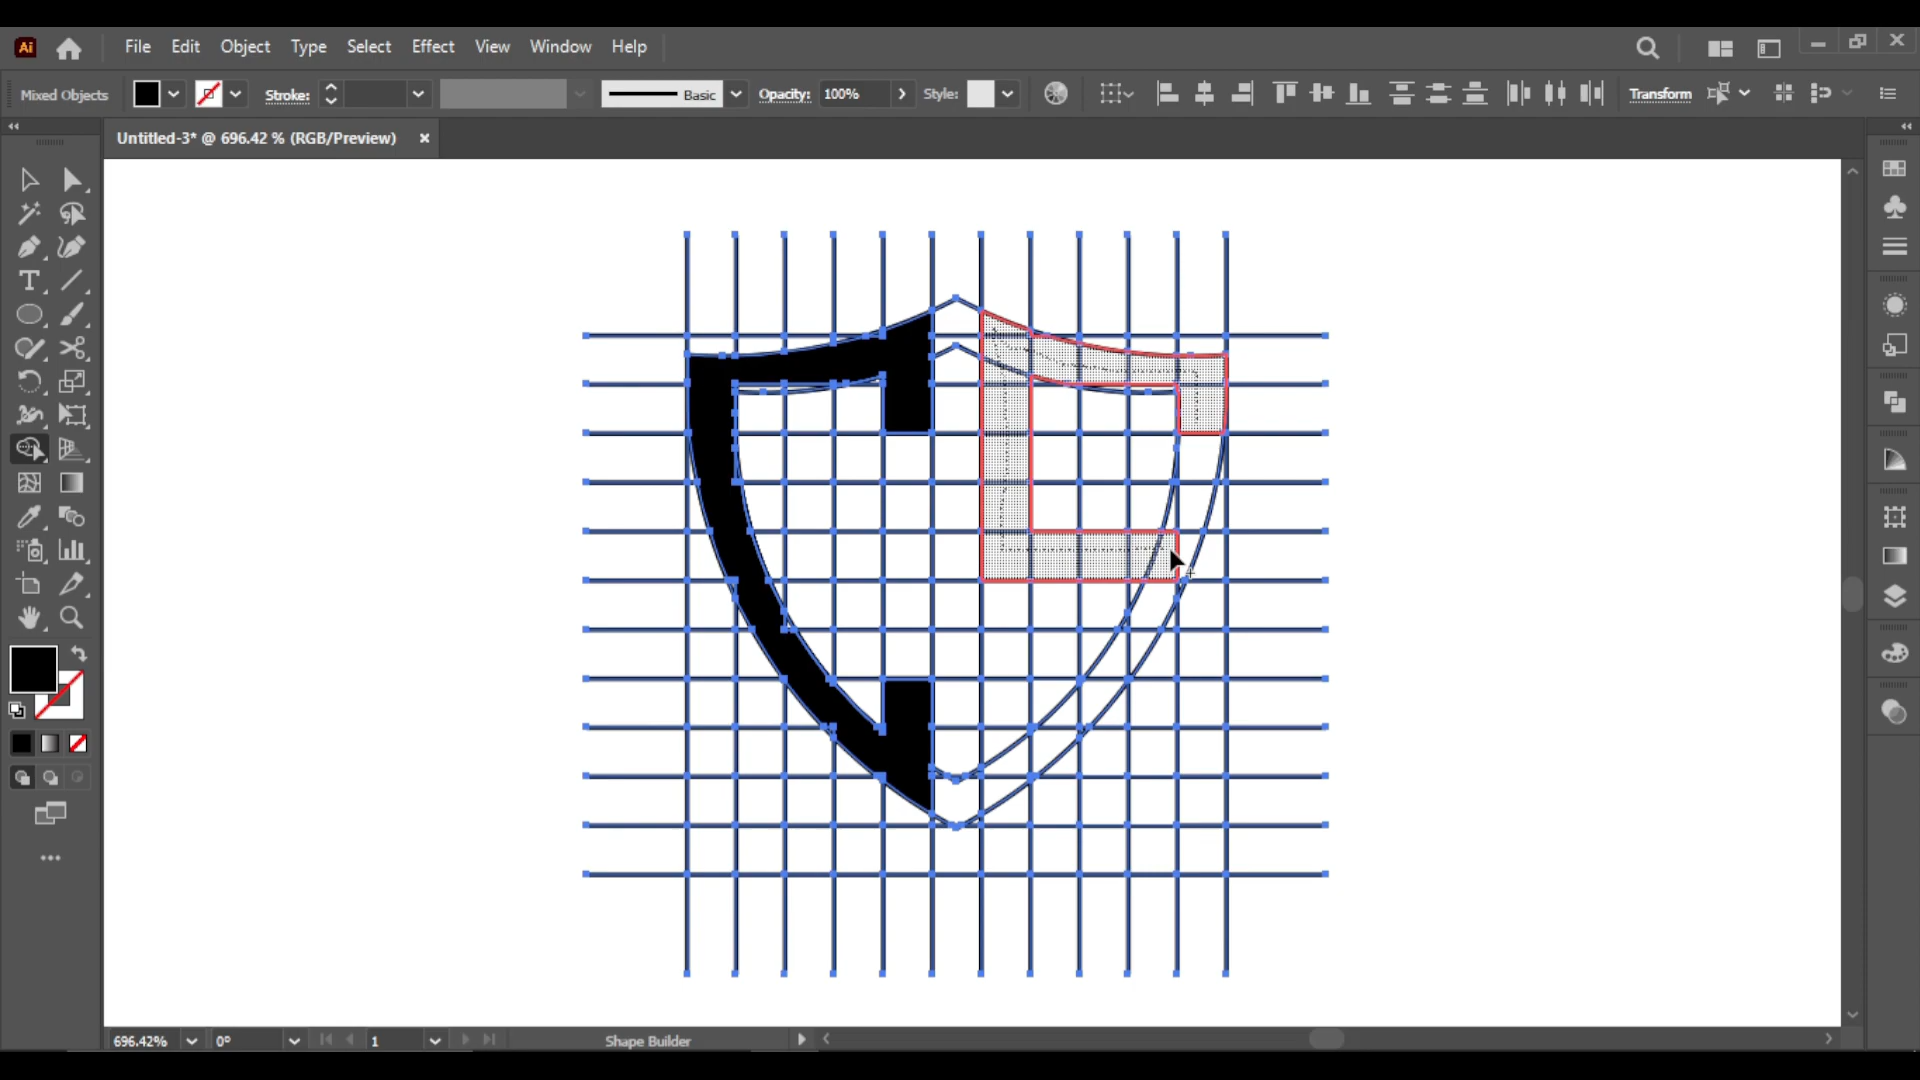 Ai File Edit Object Type Select Effect View Window Help
Mixed Objects Stroke: Basic Opacity: 100% Style: Transform
Untitled-3* @ 696.42 % (RGB/Preview) ×
696.42% 0° 1 Shape Builder